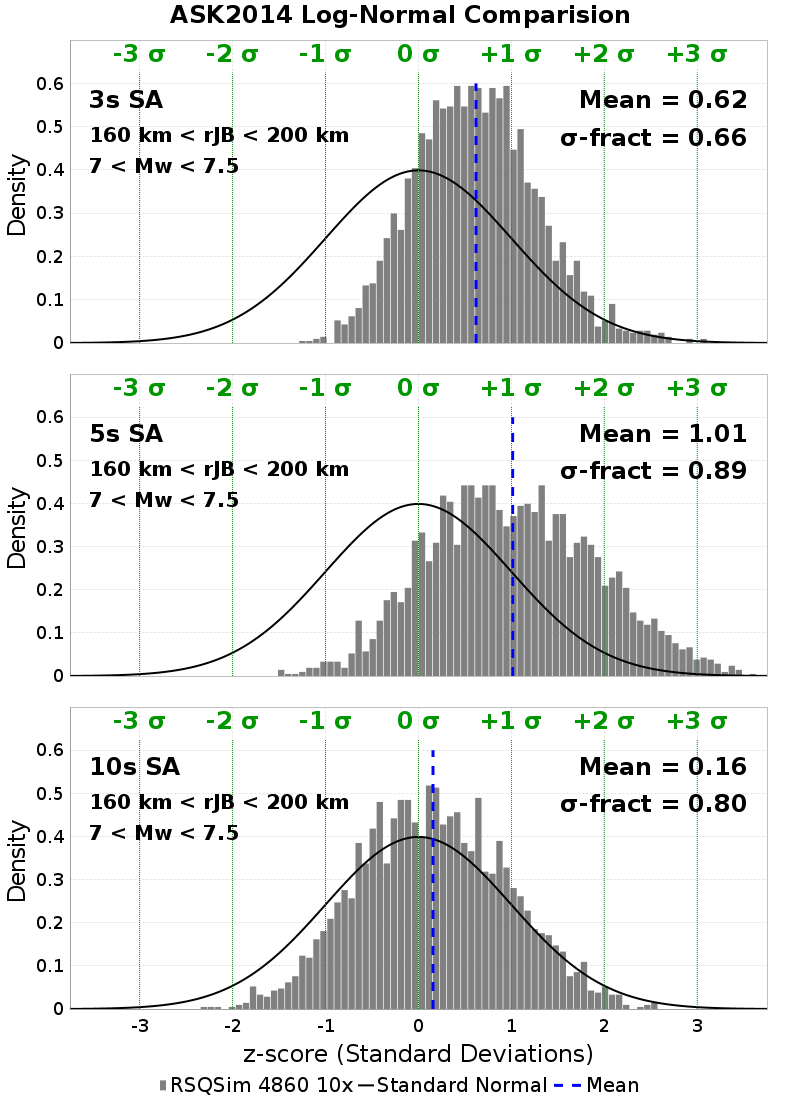 ASK2014 Log-Normal Comparision
-3 σ -2 σ -1 σ 0 σ +1 σ +2 σ +3 σ
3s SA
160 km < rJB < 200 km
7 < Mw < 7.5
Mean = 0.62
σ-fract = 0.66
Density
0.6
0.5
0.4
0.3
0.2
0.1
0
-3 σ -2 σ -1 σ 0 σ +1 σ +2 σ +3 σ
5s SA
160 km < rJB < 200 km
7 < Mw < 7.5
Mean = 1.01
σ-fract = 0.89
Density
0.6
0.5
0.4
0.3
0.2
0.1
0
-3 σ -2 σ -1 σ 0 σ +1 σ +2 σ +3 σ
10s SA
160 km < rJB < 200 km
7 < Mw < 7.5
Mean = 0.16
σ-fract = 0.80
Density
0.6
0.5
0.4
0.3
0.2
0.1
0
-3 -2 -1 0 1 2 3
z-score (Standard Deviations)
RSQSim 4860 10x Standard Normal Mean